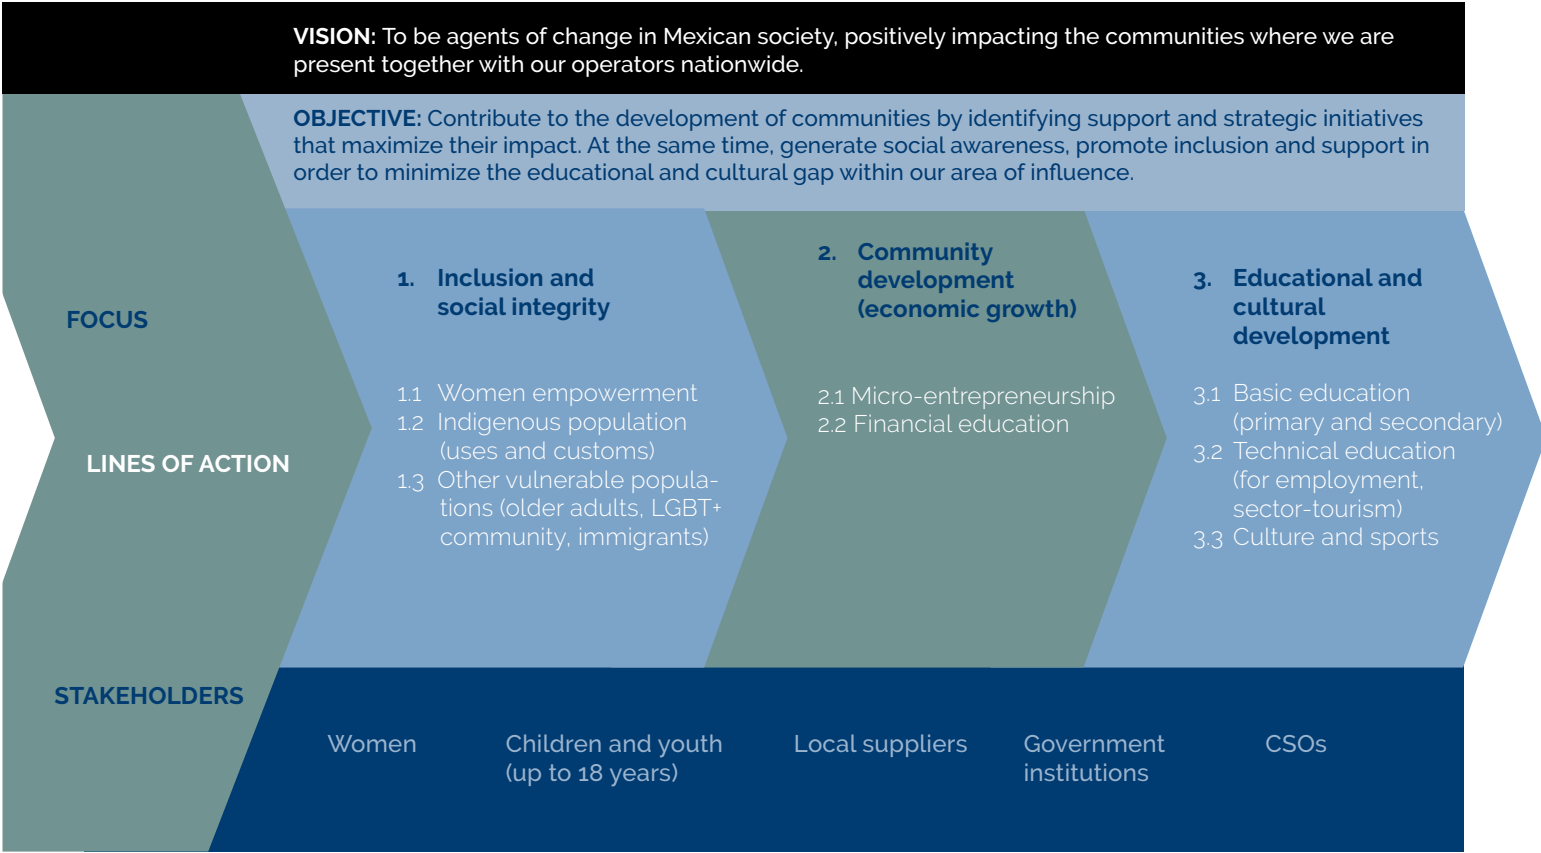 VISION: To be agents of change in Mexican society, positively impacting the communities where we are
present together with our operators nationwide.
OBJECTIVE: Contribute to the development of communities by identifying support and strategic initiatives
that maximize their impact. At the same time, generate social awareness, promote inclusion and support in
order to minimize the educational and cultural gap within our area of influence.
FOCUS
1. Inclusion and
social integrity
2. Community
development
(economic growth)
3. Educational and
cultural
development
LINES OF ACTION
1.1 Women empowerment
1.2 Indigenous population
(uses and customs)
1.3 Other vulnerable popula-
tions (older adults, LGBT+
community, immigrants)
2.1 Micro-entrepreneurship
2.2 Financial education
3.1 Basic education
(primary and secondary)
3.2 Technical education
(for employment,
sector-tourism)
3.3 Culture and sports
STAKEHOLDERS
Women
Children and youth
(up to 18 years)
Local suppliers
Government
institutions
CSOs